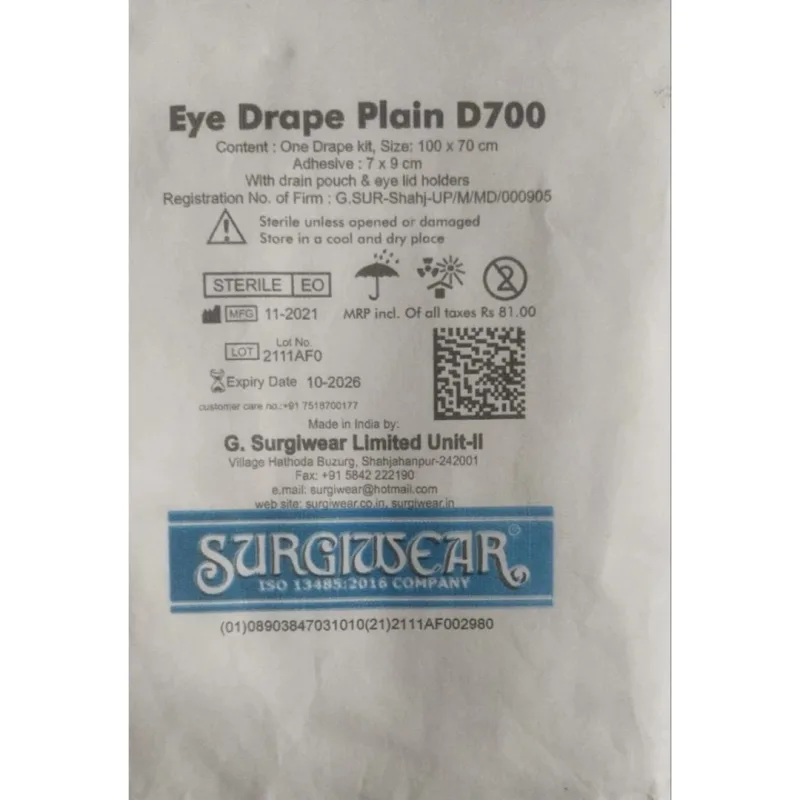 Eye Drape Plain D700
Content : One Drape kit, Size: 100 x 70 cm
Adhesive : 7 x 9 cm
With drain pouch & eye lid holders
Registration No. of Firm : G.SUR-Shahj-UP/M/MD/000905
Sterile unless opened or damaged
Store in a cool and dry place
STERILE EO
MFG 11-2021 MRP incl. Of all taxes Rs 81.00
Lot No.
LOT 2111AF0
Expiry Date 10-2026
customer care no.:+91 7518700177
Made in India by:
G. Surgiwear Limited Unit-II
Village Hathoda Buzurg, Shahjahanpur-242001
Fax: +91 5842 222190
e.mail: surgiwear@hotmail.com
web site: surgiwear.co.in, surgiwear.in
SURGIWEAR®
ISO 13485:2016 COMPANY
(01)08903847031010(21)2111AF002980